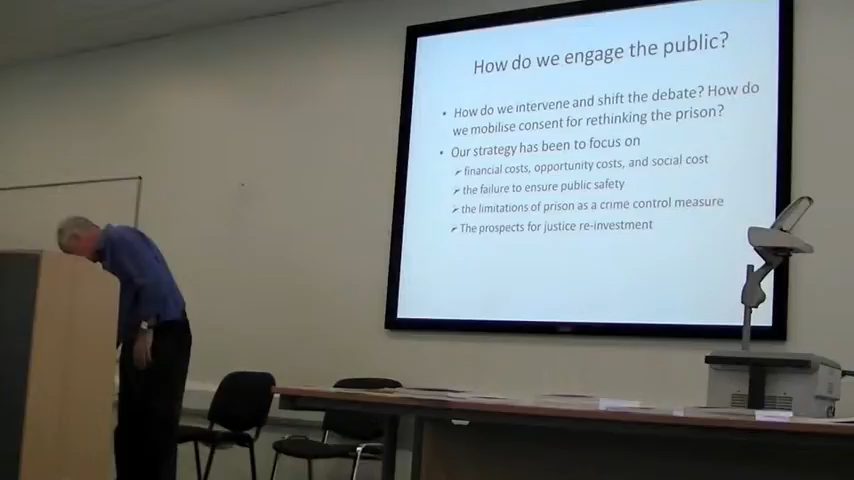 How do we engage the public?
• How do we intervene and shift the debate? How do
we mobilise consent for rethinking the prison?
• Our strategy has been to focus on
➢ financial costs, opportunity costs, and social cost
➢ the failure to ensure public safety
➢ the limitations of prison as a crime control measure
➢ The prospects for justice re-investment